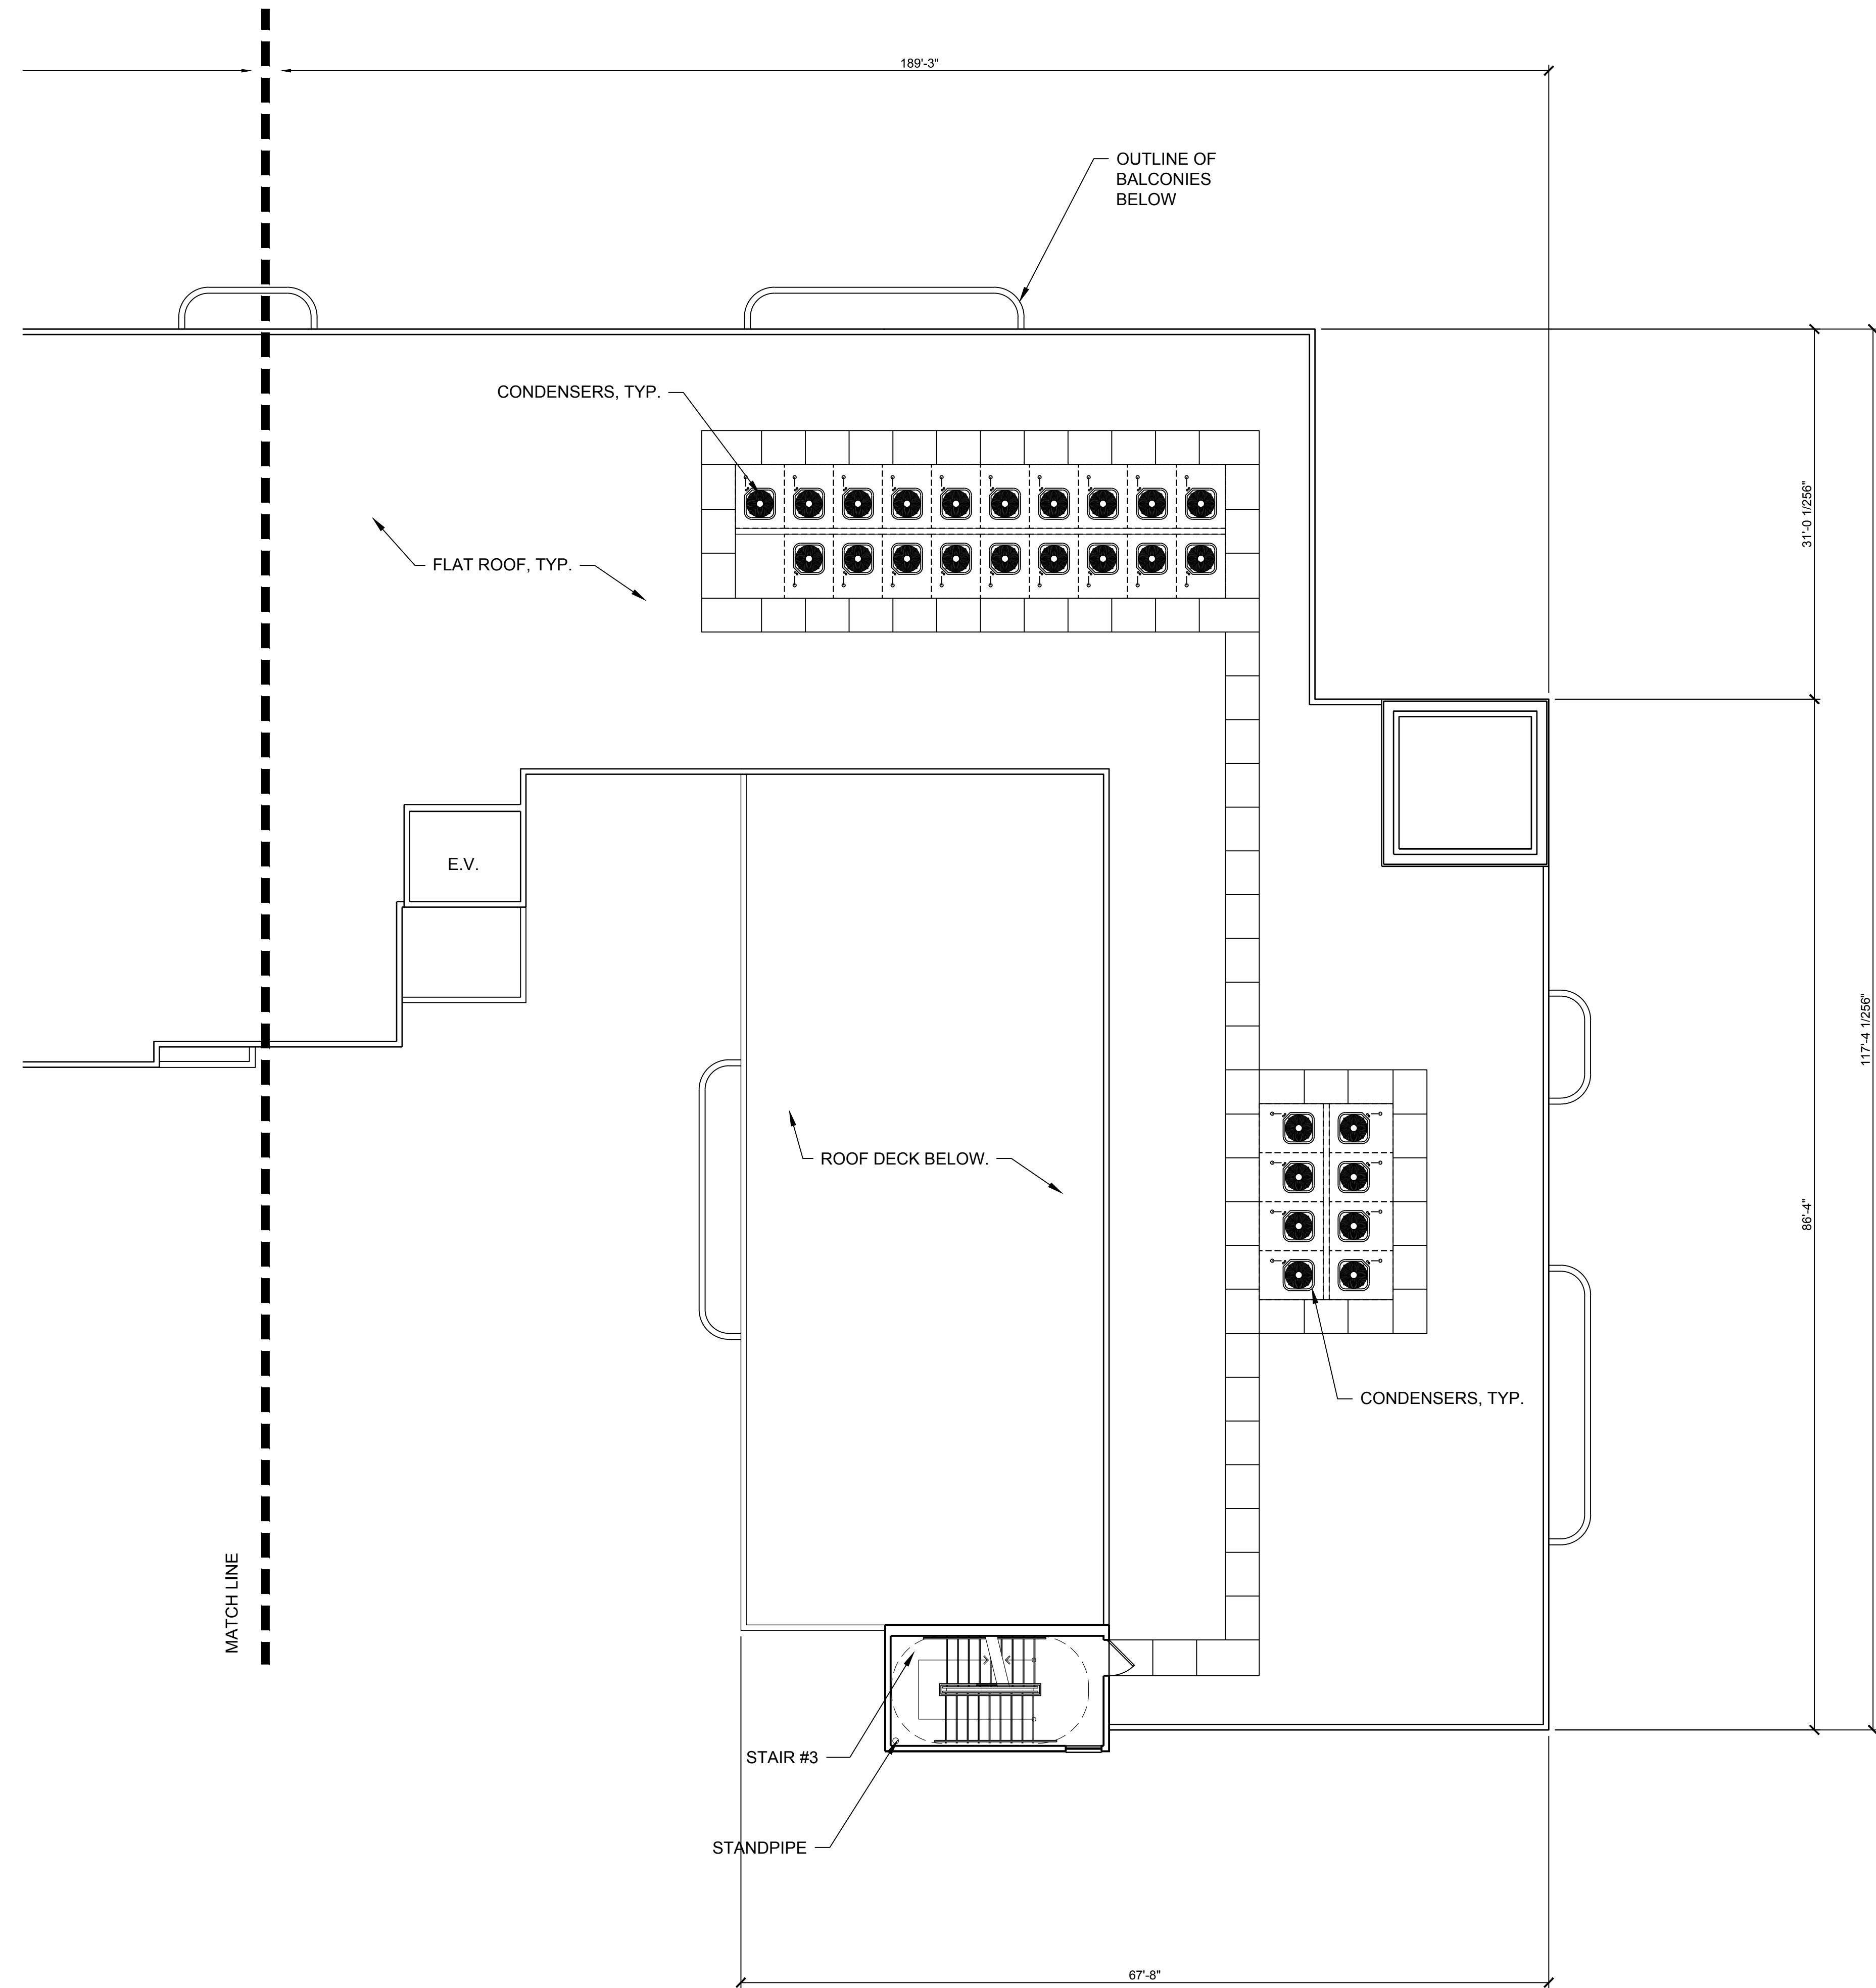 189'-3"
OUTLINE OF
BALCONIES
BELOW
CONDENSERS, TYP.
31'-0 1/256"
FLAT ROOF, TYP.
E.V.
117'-4 1/256"
ROOF DECK BELOW.
86'-4"
CONDENSERS, TYP.
MATCH LINE
STAIR #3
STANDPIPE
67'-8"